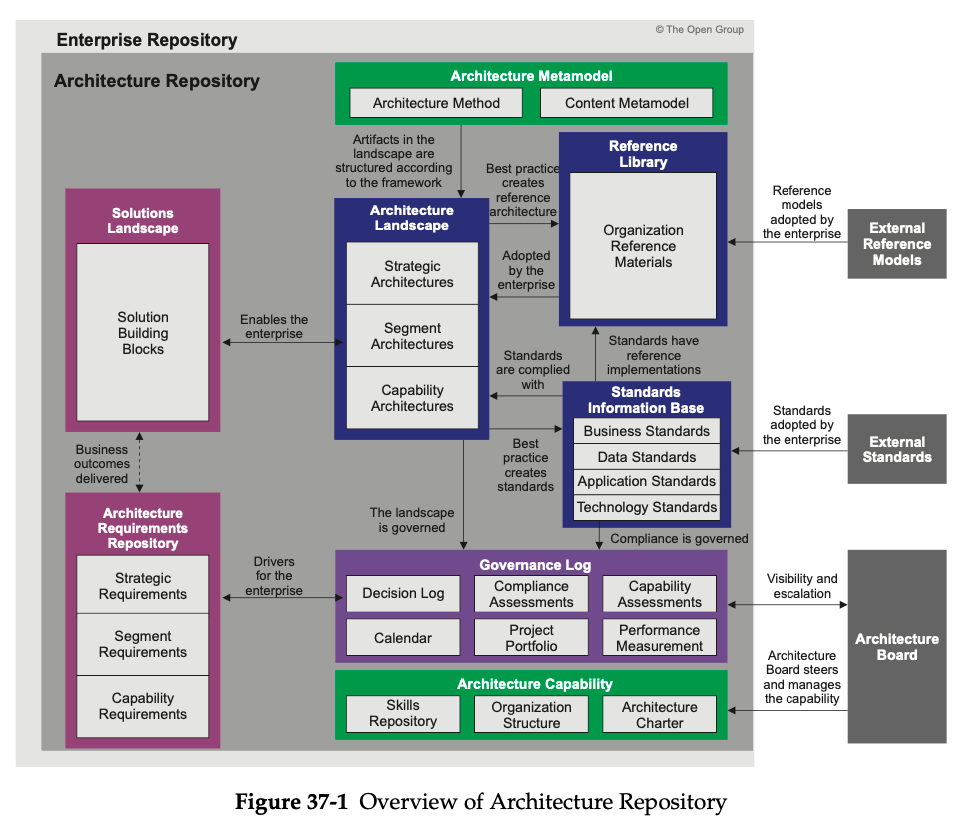 © The Open Group
Enterprise Repository
Architecture Repository
Architecture Metamodel
Architecture Method
Content Metamodel
Artifacts in the
landscape are
structured according
to the framework
Best practice
creates
reference
architecture
Reference
Library
Organization
Reference
Materials
Reference
models
adopted by
the enterprise
External
Reference
Models
Solutions
Landscape
Solution
Building
Blocks
Enables the
enterprise
Architecture
Landscape
Strategic
Architectures
Segment
Architectures
Capability
Architectures
Adopted
by the
enterprise
Standards have
reference
implementations
Standards
are complied
with
Standards
Information Base
Business Standards
Data Standards
Application Standards
Technology Standards
Standards
adopted by
the enterprise
External
Standards
Best
practice
creates
standards
Business
outcomes
delivered
Architecture
Requirements
Repository
Strategic
Requirements
Segment
Requirements
Capability
Requirements
The landscape
is governed
Compliance is governed
Drivers
for the
enterprise
Governance Log
Decision Log
Compliance
Assessments
Capability
Assessments
Calendar
Project
Portfolio
Performance
Measurement
Visibility and
escalation
Architecture
Board
Architecture
Board steers
and manages
the capability
Architecture Capability
Skills
Repository
Organization
Structure
Architecture
Charter
Figure 37-1 Overview of Architecture Repository